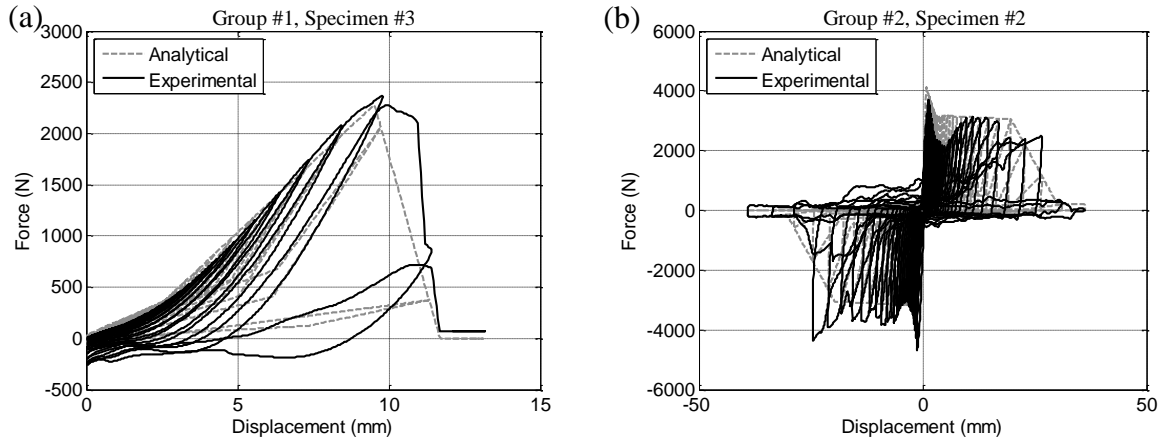 (a)
Group #1, Specimen #3
3000
2500
2000
1500
1000
500
0
-500
0
5
10
15
Force (N)
Displacement (mm)
Analytical
Experimental
(b)
Group #2, Specimen #2
6000
4000
2000
0
-2000
-4000
-6000
-50
0
50
Force (N)
Displacement (mm)
Analytical
Experimental